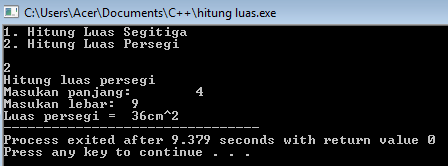 C:\Users\Acer\Documents\C++\hitung luas.exe
1. Hitung Luas Segitiga
2. Hitung Luas Persegi
2
Hitung luas persegi
Masukan panjang:        4
Masukan lebar:  9
Luas persegi =  36cm^2
--------------------------------
Process exited after 9.379 seconds with return value 0
Press any key to continue . . .